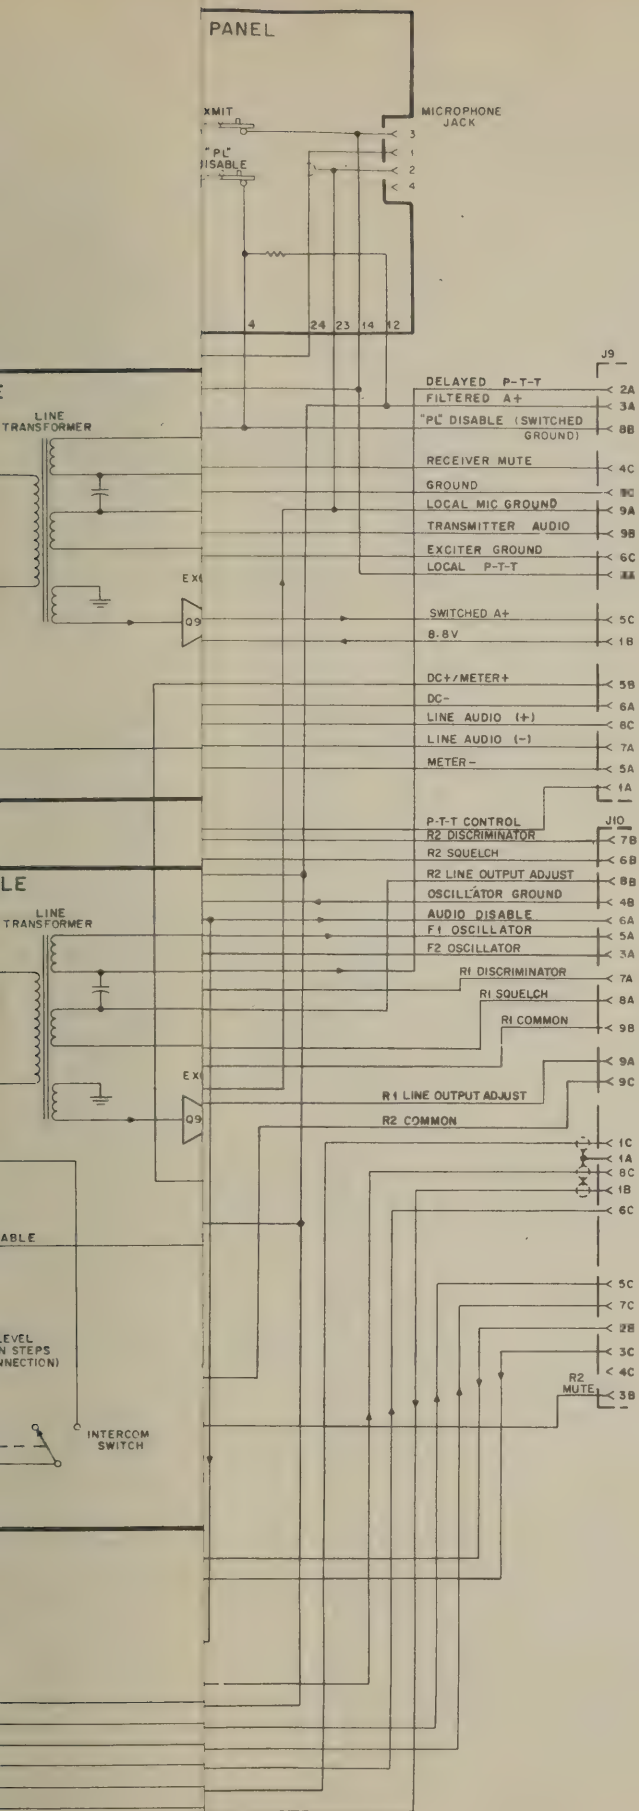 PANEL
XMIT
MICROPHONE
JACK
3
1
2
4
"PL"
DISABLE
4 24 23 14 12
J9
DELAYED P-T-T 2A
FILTERED A+ 3A
"PL" DISABLE (SWITCHED
GROUND) 8B
RECEIVER MUTE 4C
GROUND
LOCAL MIC GROUND 9A
TRANSMITTER AUDIO 9B
EXCITER GROUND 6C
LOCAL P-T-T
SWITCHED A+ 5C
8.8V 1B
DC+/METER+ 5B
DC- 6A
LINE AUDIO (+) 8C
LINE AUDIO (-) 7A
METER- 5A
1A
P-T-T CONTROL
J10
R2 DISCRIMINATOR 7B
R2 SQUELCH 6B
R2 LINE OUTPUT ADJUST 8B
OSCILLATOR GROUND 4B
AUDIO DISABLE 6A
F1 OSCILLATOR 5A
F2 OSCILLATOR 3A
R1 DISCRIMINATOR 7A
R1 SQUELCH 8A
R1 COMMON 9B
9A
R1 LINE OUTPUT ADJUST
9C
R2 COMMON
1C
1A
8C
1B
6C
5C
7C
2B
3C
4C
R2
MUTE 3B
E
LINE
TRANSFORMER
EX
Q9
LE
LINE
TRANSFORMER
EX
Q9
ABLE
LEVEL
N STEPS
NNECTION)
INTERCOM
SWITCH